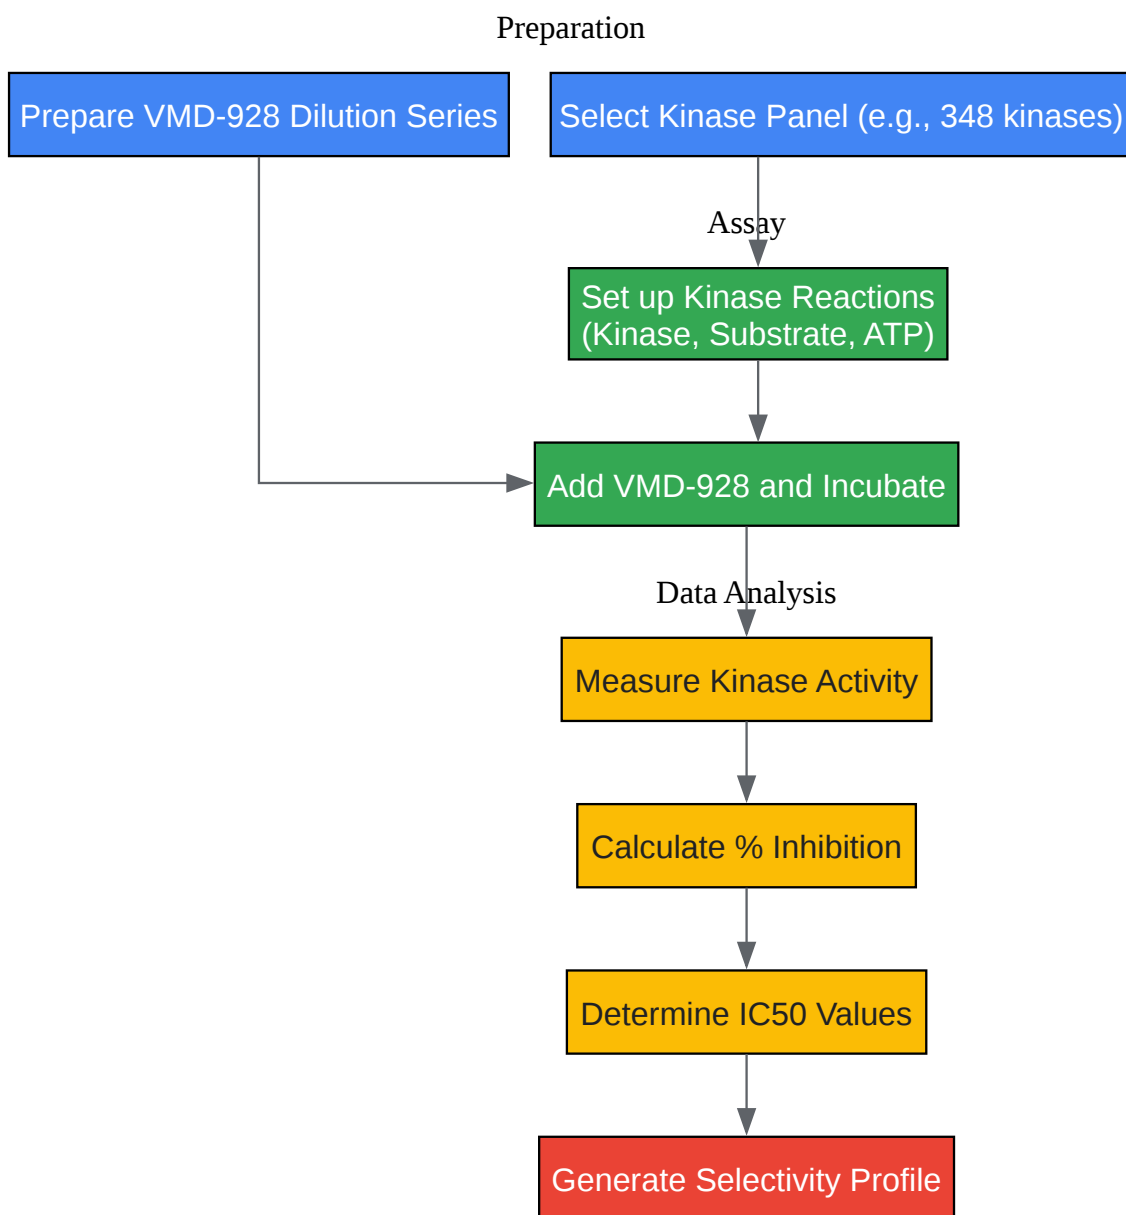 Preparation
Prepare VMD-928 Dilution Series
Select Kinase Panel (e.g., 348 kinases)
Assay
Set up Kinase Reactions
(Kinase, Substrate, ATP)
Add VMD-928 and Incubate
Data Analysis
Measure Kinase Activity
Calculate % Inhibition
Determine IC50 Values
Generate Selectivity Profile